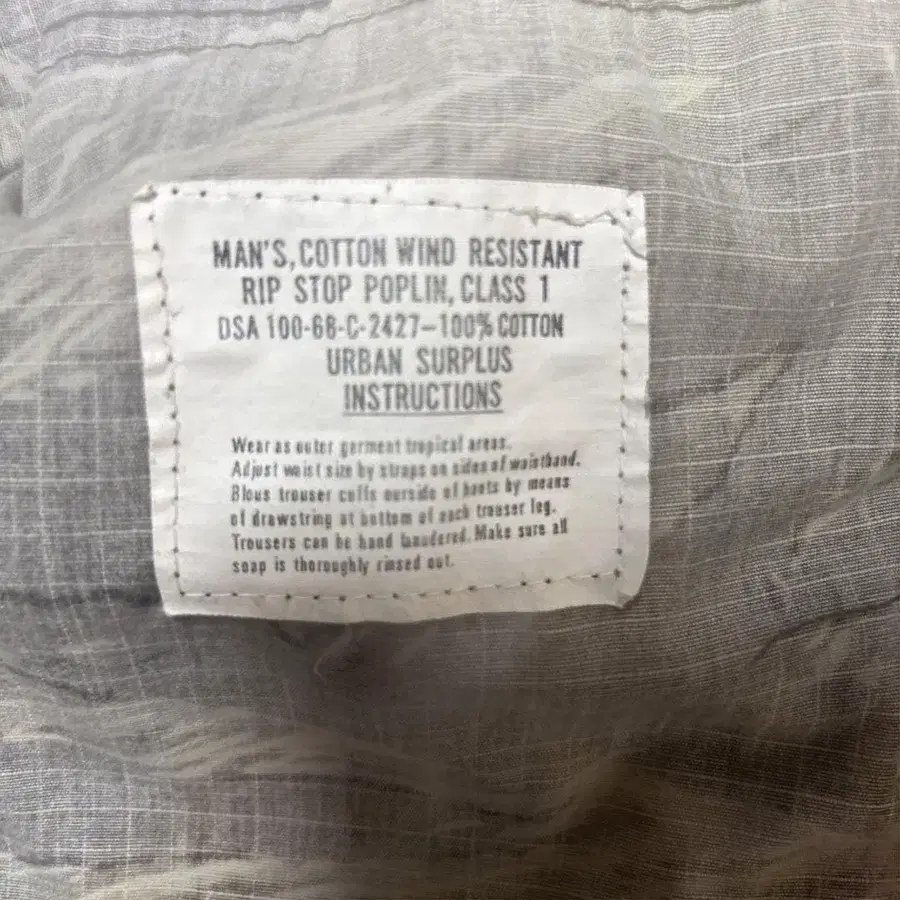 MAN'S, COTTON WIND RESISTANT
RIP STOP POPLIN, CLASS 1
DSA 100-68-C-2427-100% COTTON
URBAN SURPLUS
INSTRUCTIONS
Wear as outer garment tropical areas.
Adjust waist size by straps on sides of waistband.
Blous trouser cuffs outside of boots by means
of drawstring at bottom of each trouser leg.
Trousers can be hand laundered. Make sure all
soap is thoroughly rinsed out.